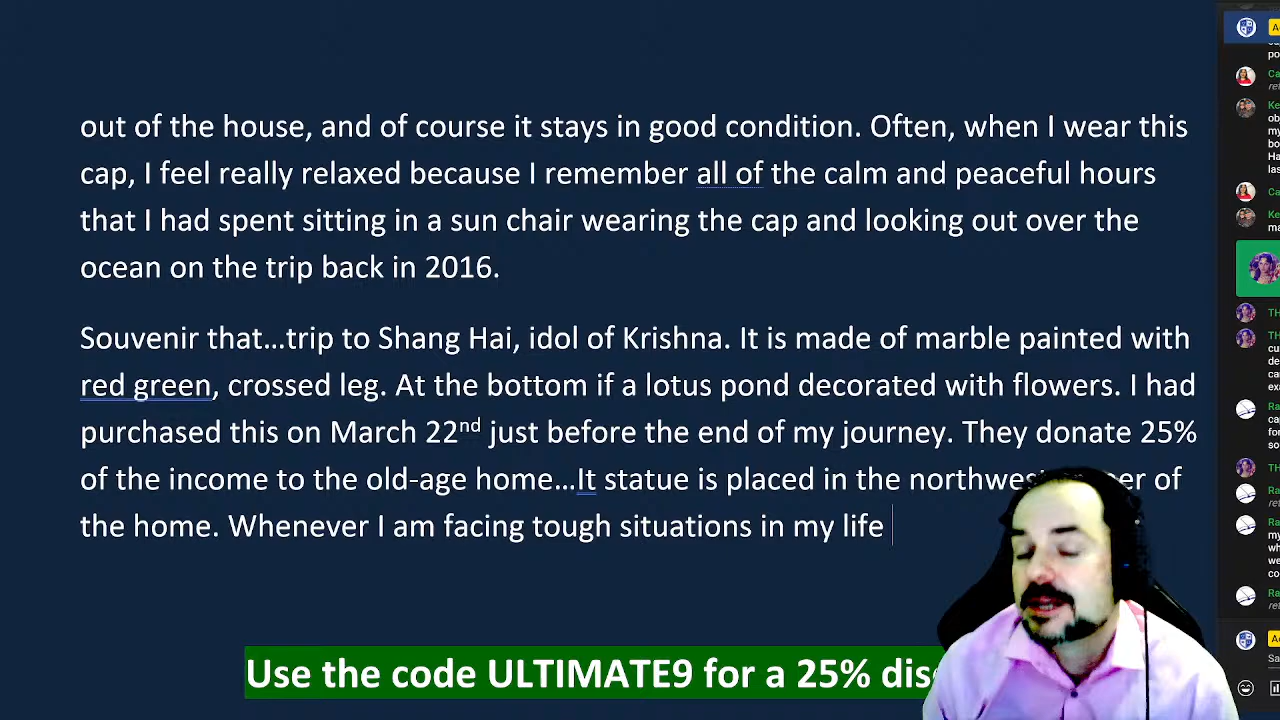 out of the house, and of course it stays in good condition. Often, when I wear this
cap, I feel really relaxed because I remember all of the calm and peaceful hours
that I had spent sitting in a sun chair wearing the cap and looking out over the
ocean on the trip back in 2016.
Souvenir that...trip to Shang Hai, idol of Krishna. It is made of marble painted with
red green, crossed leg. At the bottom if a lotus pond decorated with flowers. I had
purchased this on March 22nd just before the end of my journey. They donate 25%
of the income to the old-age home...It statue is placed in the of
the home. Whenever I am facing tough situations in my life
Use the code ULTIMATE9 for a 25%